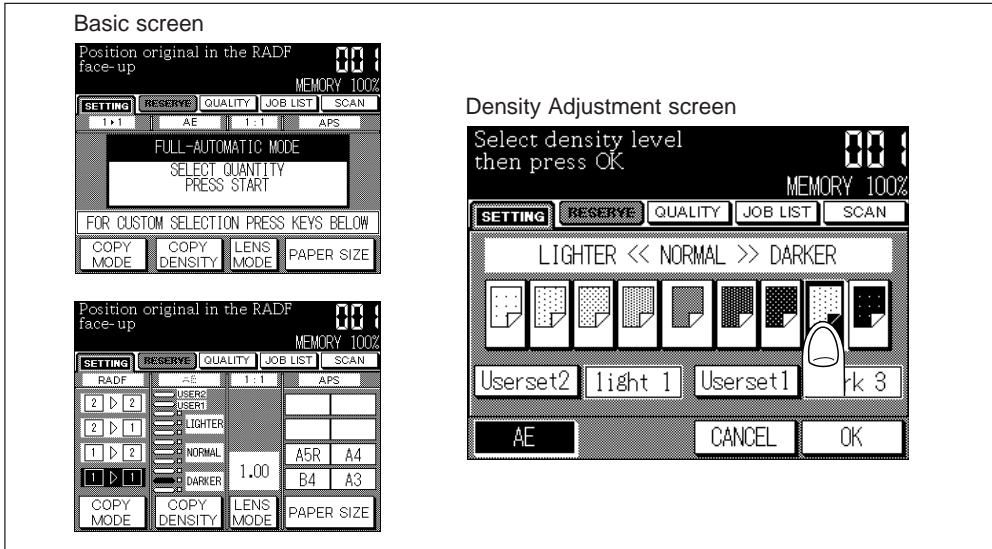 Basic screen
Position original in the RADF
face-up
001
MEMORY 100%
SETTING RESERVE QUALITY JOB LIST SCAN
1▸1 AE 1:1 APS
FULL-AUTOMATIC MODE
SELECT QUANTITY
PRESS START
FOR CUSTOM SELECTION PRESS KEYS BELOW
COPY MODE COPY DENSITY LENS MODE PAPER SIZE
Position original in the RADF
face-up
001
MEMORY 100%
SETTING RESERVE QUALITY JOB LIST SCAN
RADF AE 1:1 APS
USER2
USER1
2 ▷ 2
2 ▷ 1 LIGHTER
1 ▷ 2 NORMAL A5R A4
1 ▷ 1 DARKER 1.00 B4 A3
COPY MODE COPY DENSITY LENS MODE PAPER SIZE
Density Adjustment screen
Select density level
then press OK
001
MEMORY 100%
SETTING RESERVE QUALITY JOB LIST SCAN
LIGHTER << NORMAL >> DARKER
Userset2 light 1 Userset1 rk 3
AE CANCEL OK